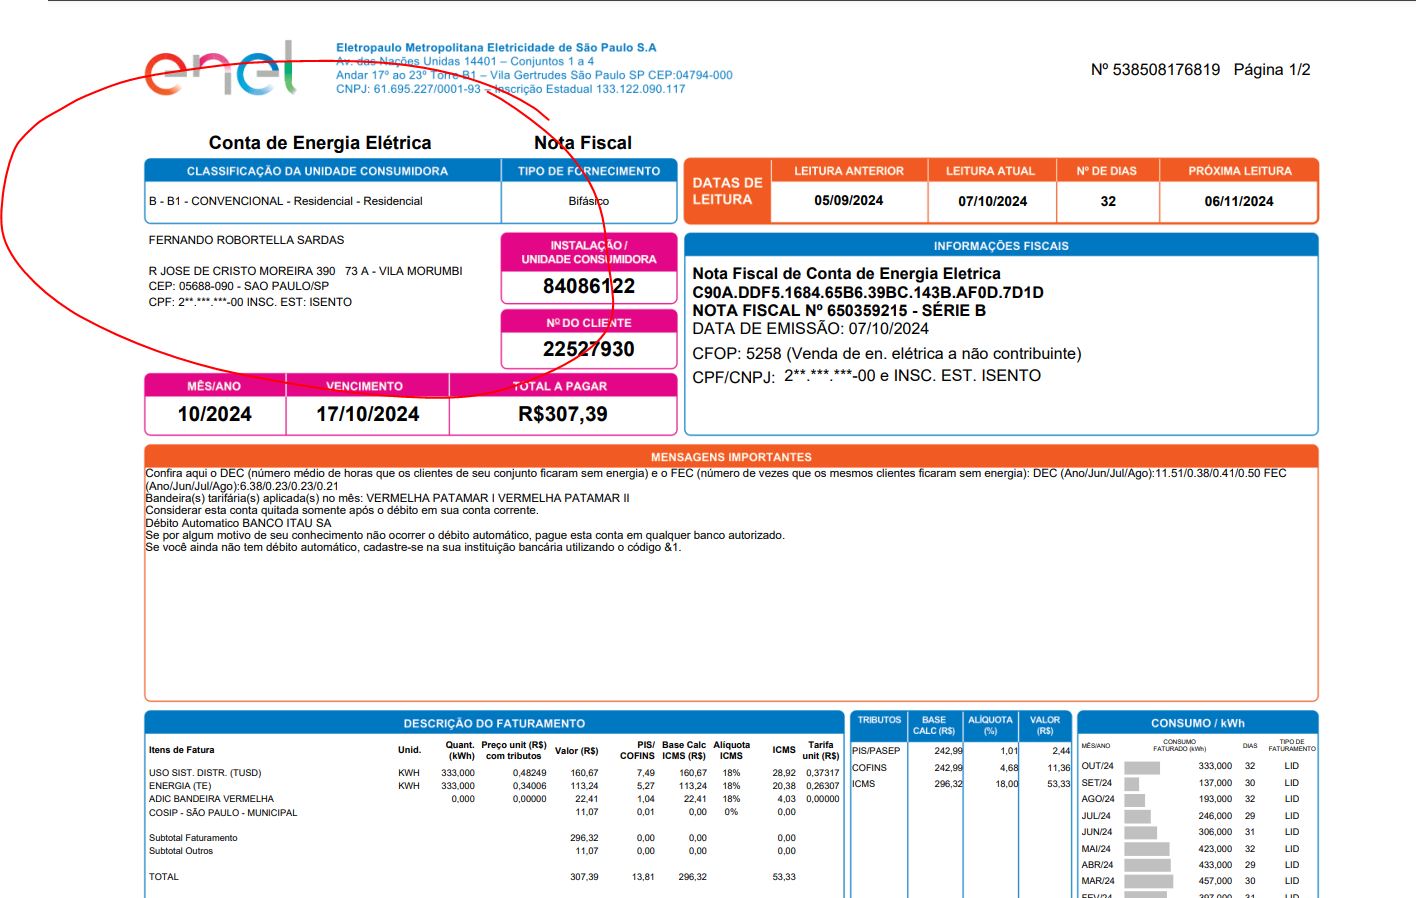 enel
Eletropaulo Metropolitana Eletricidade de São Paulo S.A
Av. das Nações Unidas 14401 – Conjuntos 1 a 4
Andar 17º ao 23º Torre B1 – Vila Gertrudes São Paulo SP CEP:04794-000
CNPJ: 61.695.227/0001-93 – Inscrição Estadual 133.122.090.117
Nº 538508176819 Página 1/2
Conta de Energia Elétrica Nota Fiscal
CLASSIFICAÇÃO DA UNIDADE CONSUMIDORA TIPO DE FORNECIMENTO
B - B1 - CONVENCIONAL - Residencial - Residencial Bifásico
DATAS DE LEITURA
LEITURA ANTERIOR LEITURA ATUAL Nº DE DIAS PRÓXIMA LEITURA
05/09/2024 07/10/2024 32 06/11/2024
FERNANDO ROBORTELLA SARDAS
R JOSE DE CRISTO MOREIRA 390 73 A - VILA MORUMBI
CEP: 05688-090 - SAO PAULO/SP
CPF: 2**.***.***-00 INSC. EST: ISENTO
INSTALAÇÃO /
UNIDADE CONSUMIDORA
84086122
Nº DO CLIENTE
22527930
MÊS/ANO VENCIMENTO TOTAL A PAGAR
10/2024 17/10/2024 R$307,39
INFORMAÇÕES FISCAIS
Nota Fiscal de Conta de Energia Eletrica
C90A.DDF5.1684.65B6.39BC.143B.AF0D.7D1D
NOTA FISCAL Nº 650359215 - SÉRIE B
DATA DE EMISSÃO: 07/10/2024
CFOP: 5258 (Venda de en. elétrica a não contribuinte)
CPF/CNPJ: 2**.***.***-00 e INSC. EST. ISENTO
MENSAGENS IMPORTANTES
Confira aqui o DEC (número médio de horas que os clientes de seu conjunto ficaram sem energia) e o FEC (número de vezes que os mesmos clientes ficaram sem energia): DEC (Ano/Jun/Jul/Ago):11.51/0.38/0.41/0.50 FEC
(Ano/Jun/Jul/Ago):6.38/0.23/0.23/0.21
Bandeira(s) tarifária(s) aplicada(s) no mês: VERMELHA PATAMAR I VERMELHA PATAMAR II
Considerar esta conta quitada somente após o débito em sua conta corrente.
Débito Automatico BANCO ITAU SA
Se por algum motivo de seu conhecimento não ocorrer o débito automático, pague esta conta em qualquer banco autorizado.
Se você ainda não tem débito automático, cadastre-se na sua instituição bancária utilizando o código &1.
DESCRIÇÃO DO FATURAMENTO
Itens de Fatura Unid. Quant. (kWh) Preço unit (R$) com tributos Valor (R$) PIS/ COFINS Base Calc ICMS (R$) Alíquota ICMS ICMS Tarifa unit (R$)
USO SIST. DISTR. (TUSD) KWH 333,000 0,48249 160,67 7,49 160,67 18% 28,92 0,37317
ENERGIA (TE) KWH 333,000 0,34006 113,24 5,27 113,24 18% 20,38 0,26307
ADIC BANDEIRA VERMELHA 0,000 0,00000 22,41 1,04 22,41 18% 4,03 0,00000
COSIP - SÃO PAULO - MUNICIPAL 11,07 0,01 0,00 0% 0,00
Subtotal Faturamento 296,32 0,00 0,00 0,00
Subtotal Outros 11,07 0,00 0,00 0,00
TOTAL 307,39 13,81 296,32 53,33
TRIBUTOS BASE CALC (R$) ALÍQUOTA (%) VALOR (R$)
PIS/PASEP 242,99 1,01 2,44
COFINS 242,99 4,68 11,36
ICMS 296,32 18,00 53,33
CONSUMO / kWh
MÊS/ANO CONSUMO FATURADO (kWh) DIAS TIPO DE FATURAMENTO
OUT/24 333,000 32 LID
SET/24 137,000 30 LID
AGO/24 193,000 32 LID
JUL/24 246,000 29 LID
JUN/24 306,000 31 LID
MAI/24 423,000 32 LID
ABR/24 433,000 29 LID
MAR/24 457,000 30 LID